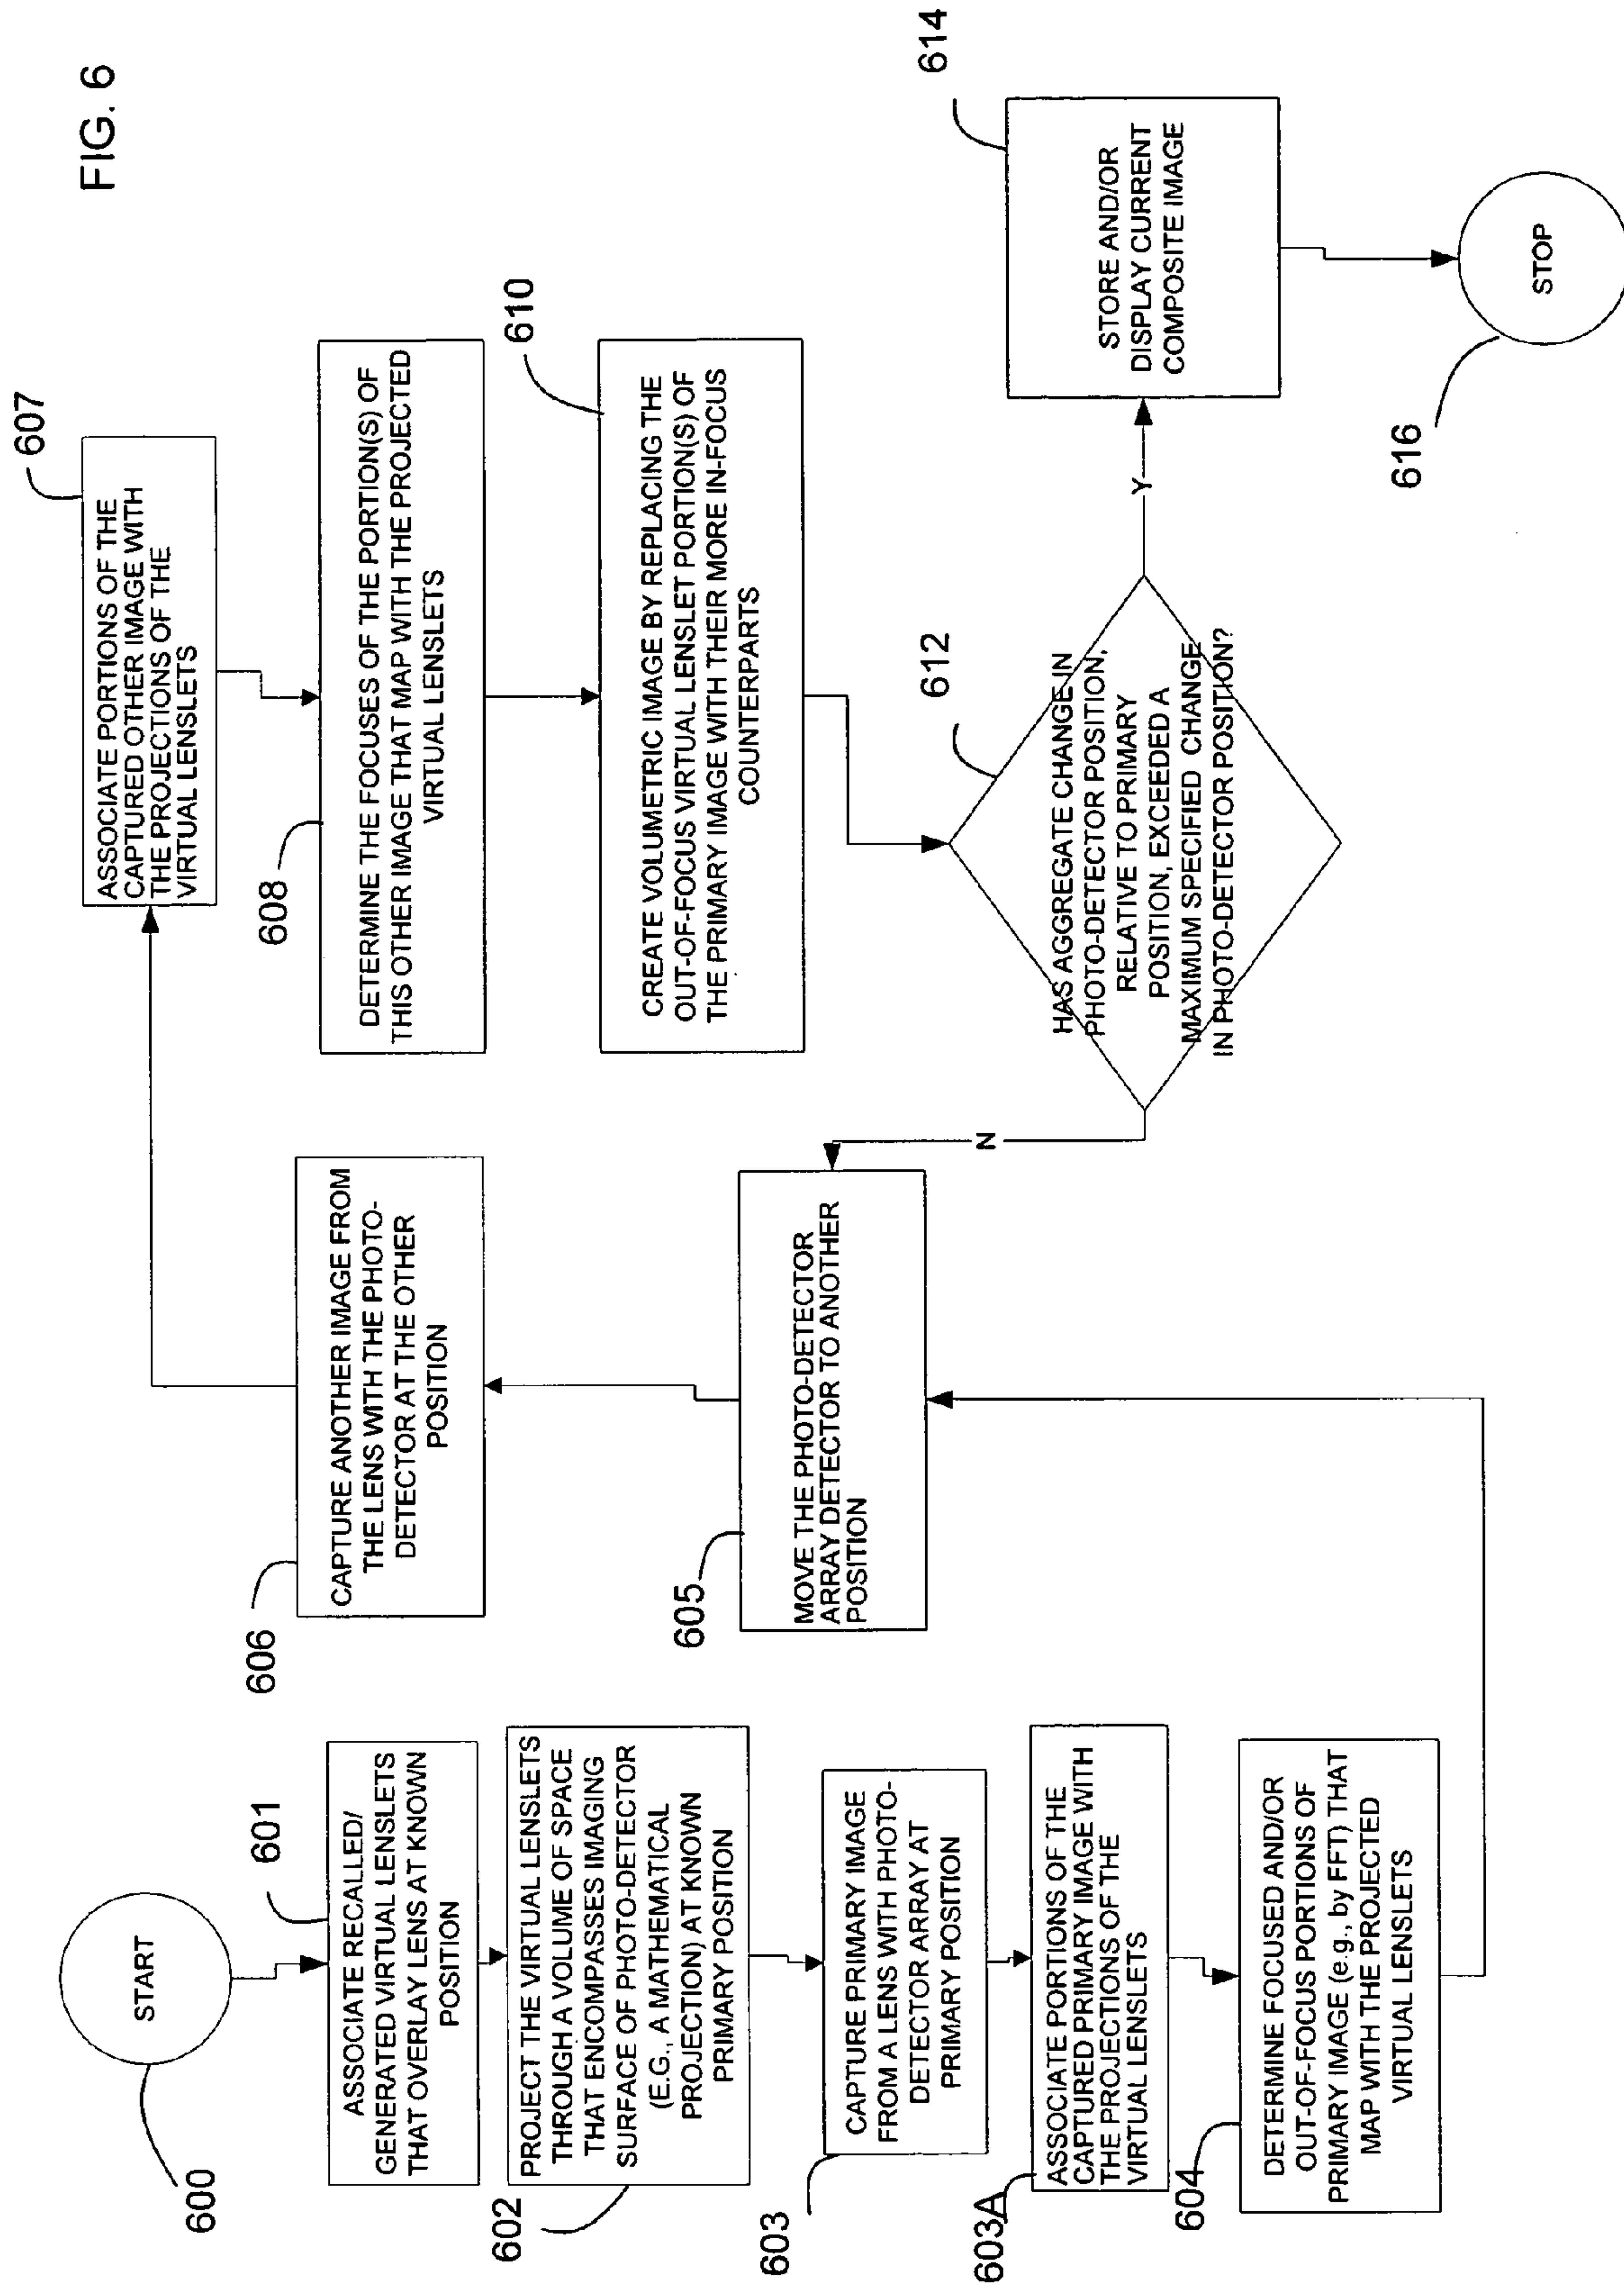 FIG. 6
START
600
ASSOCIATE RECALLED/
GENERATED VIRTUAL LENSLETS
THAT OVERLAY LENS AT KNOWN
POSITION
601
PROJECT THE VIRTUAL LENSLETS
THROUGH A VOLUME OF SPACE
THAT ENCOMPASSES IMAGING
SURFACE OF PHOTO-DETECTOR
(E.G., A MATHEMATICAL
PROJECTION) AT KNOWN
PRIMARY POSITION
602
CAPTURE PRIMARY IMAGE
FROM A LENS WITH PHOTO-
DETECTOR ARRAY AT
PRIMARY POSITION
603
ASSOCIATE PORTIONS OF THE
CAPTURED PRIMARY IMAGE WITH
THE PROJECTIONS OF THE
VIRTUAL LENSLETS
603A
DETERMINE FOCUSED AND/OR
OUT-OF-FOCUS PORTIONS OF
PRIMARY IMAGE (e.g., by FFT) THAT
MAP WITH THE PROJECTED
VIRTUAL LENSLETS
604
MOVE THE PHOTO-DETECTOR
ARRAY DETECTOR TO ANOTHER
POSITION
605
CAPTURE ANOTHER IMAGE FROM
THE LENS WITH THE PHOTO-
DETECTOR AT THE OTHER
POSITION
606
ASSOCIATE PORTIONS OF THE
CAPTURED OTHER IMAGE WITH
THE PROJECTIONS OF THE
VIRTUAL LENSLETS
607
DETERMINE THE FOCUSES OF THE PORTION(S) OF
THIS OTHER IMAGE THAT MAP WITH THE PROJECTED
VIRTUAL LENSLETS
608
CREATE VOLUMETRIC IMAGE BY REPLACING THE
OUT-OF-FOCUS VIRTUAL LENSLET PORTION(S) OF
THE PRIMARY IMAGE WITH THEIR MORE IN-FOCUS
COUNTERPARTS
610
HAS AGGREGATE CHANGE IN
PHOTO-DETECTOR POSITION,
RELATIVE TO PRIMARY
POSITION, EXCEEDED A
MAXIMUM SPECIFIED CHANGE
IN PHOTO-DETECTOR POSITION?
612
N
Y
STORE AND/OR
DISPLAY CURRENT
COMPOSITE IMAGE
614
STOP
616